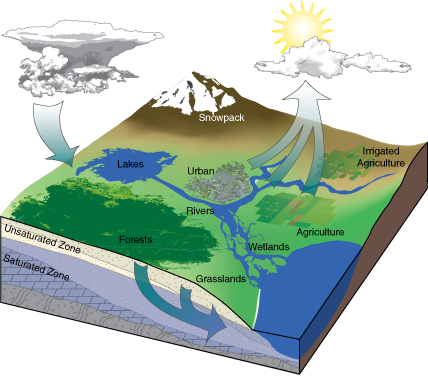 Snowpack
Lakes
Urban
Irrigated
Agriculture
Rivers
Agriculture
Forests
Wetlands
Unsaturated Zone
Grasslands
Saturated Zone